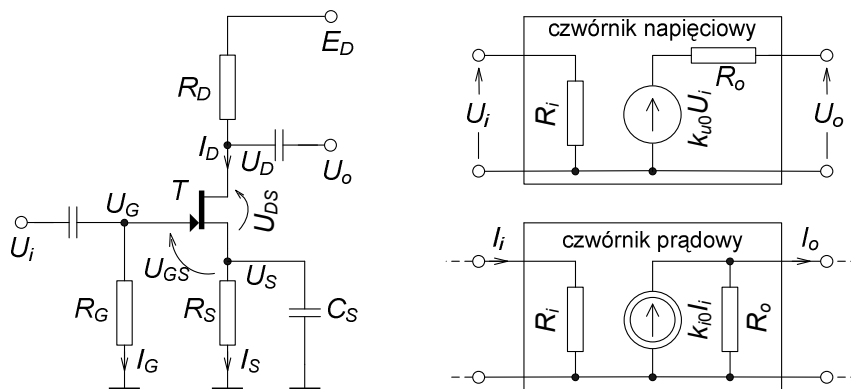 E_D
R_D
I_D
U_D
U_o
T
U_DS
U_G
U_i
U_GS
U_S
R_G
R_S
C_S
I_G
I_S
czwórnik napięciowy
R_o
U_i
R_i
k_u0U_i
U_o
czwórnik prądowy
I_i
I_o
R_i
k_i0I_i
R_o